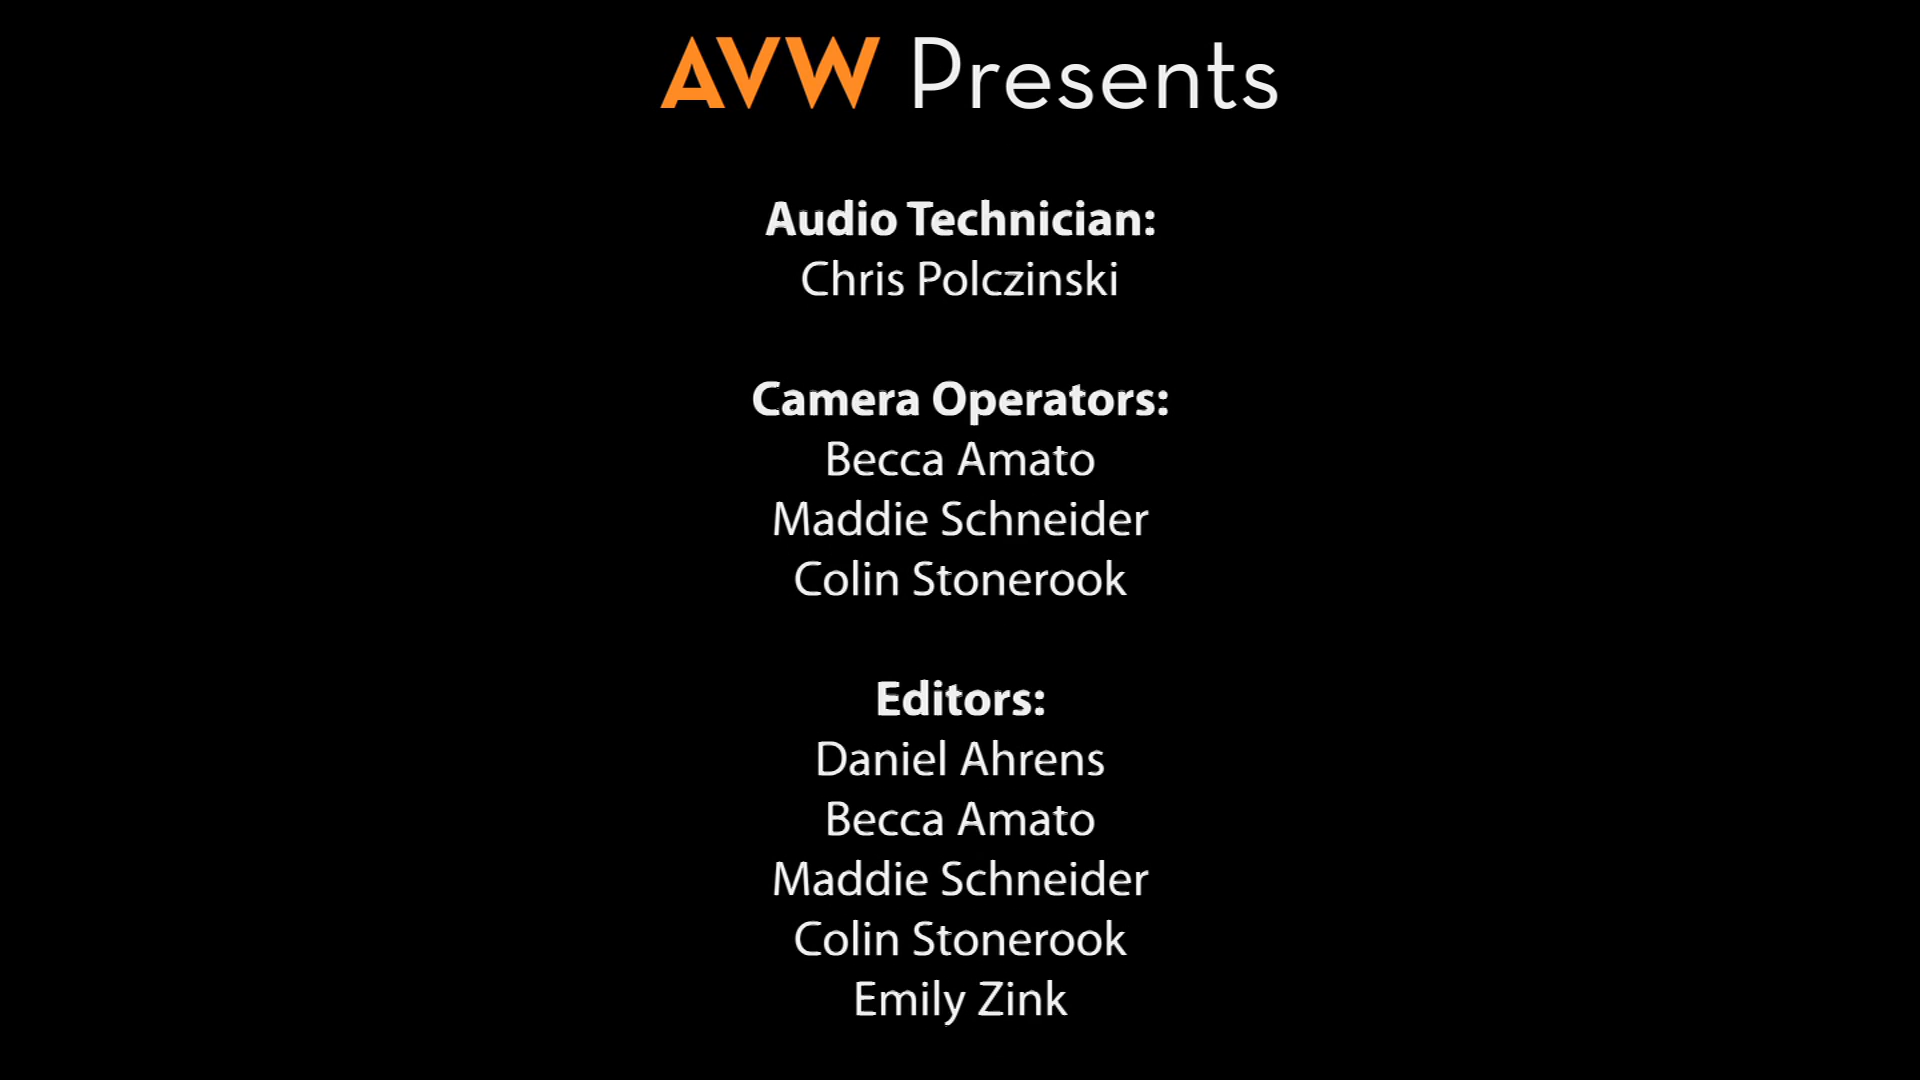 AVW Presents
Audio Technician:
Chris Polczinski
Camera Operators:
Becca Amato
Maddie Schneider
Colin Stonerook
Editors:
Daniel Ahrens
Becca Amato
Maddie Schneider
Colin Stonerook
Emily Zink